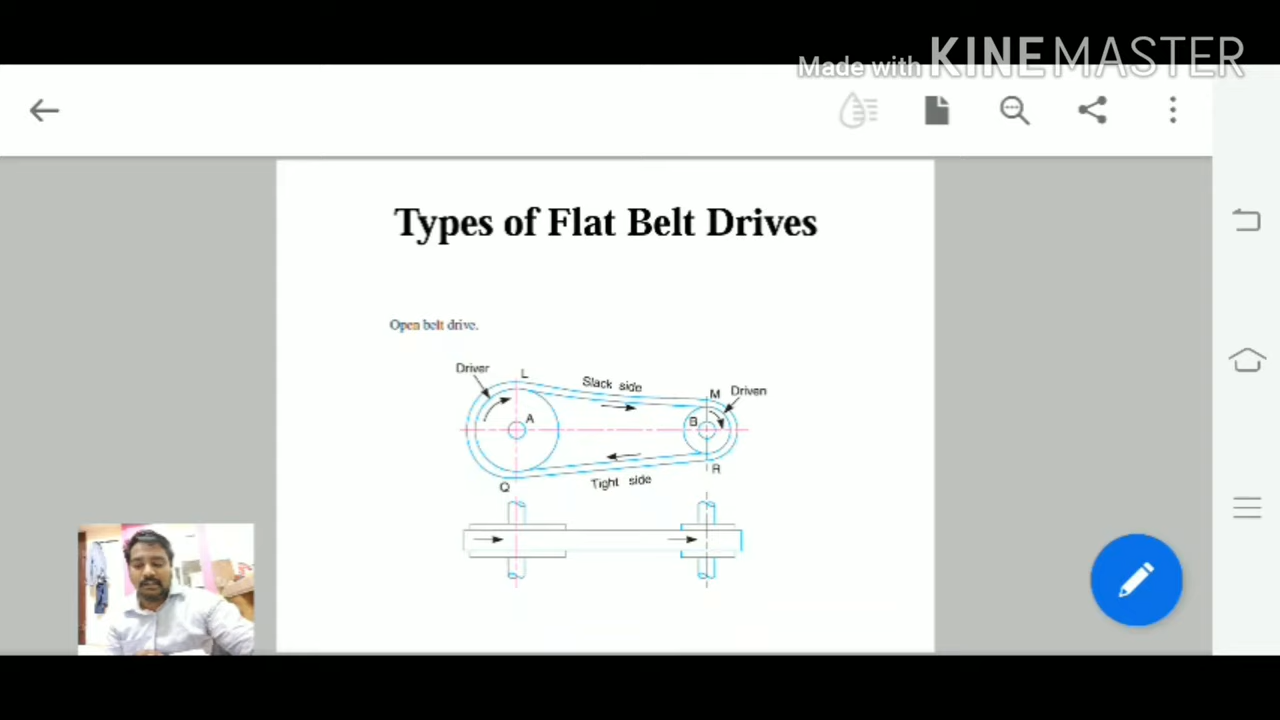 Made with KINEMASTER
Types of Flat Belt Drives
Open belt drive.
Driver
L
Slack side
M
Driven
A
B
R
Q
Tight side